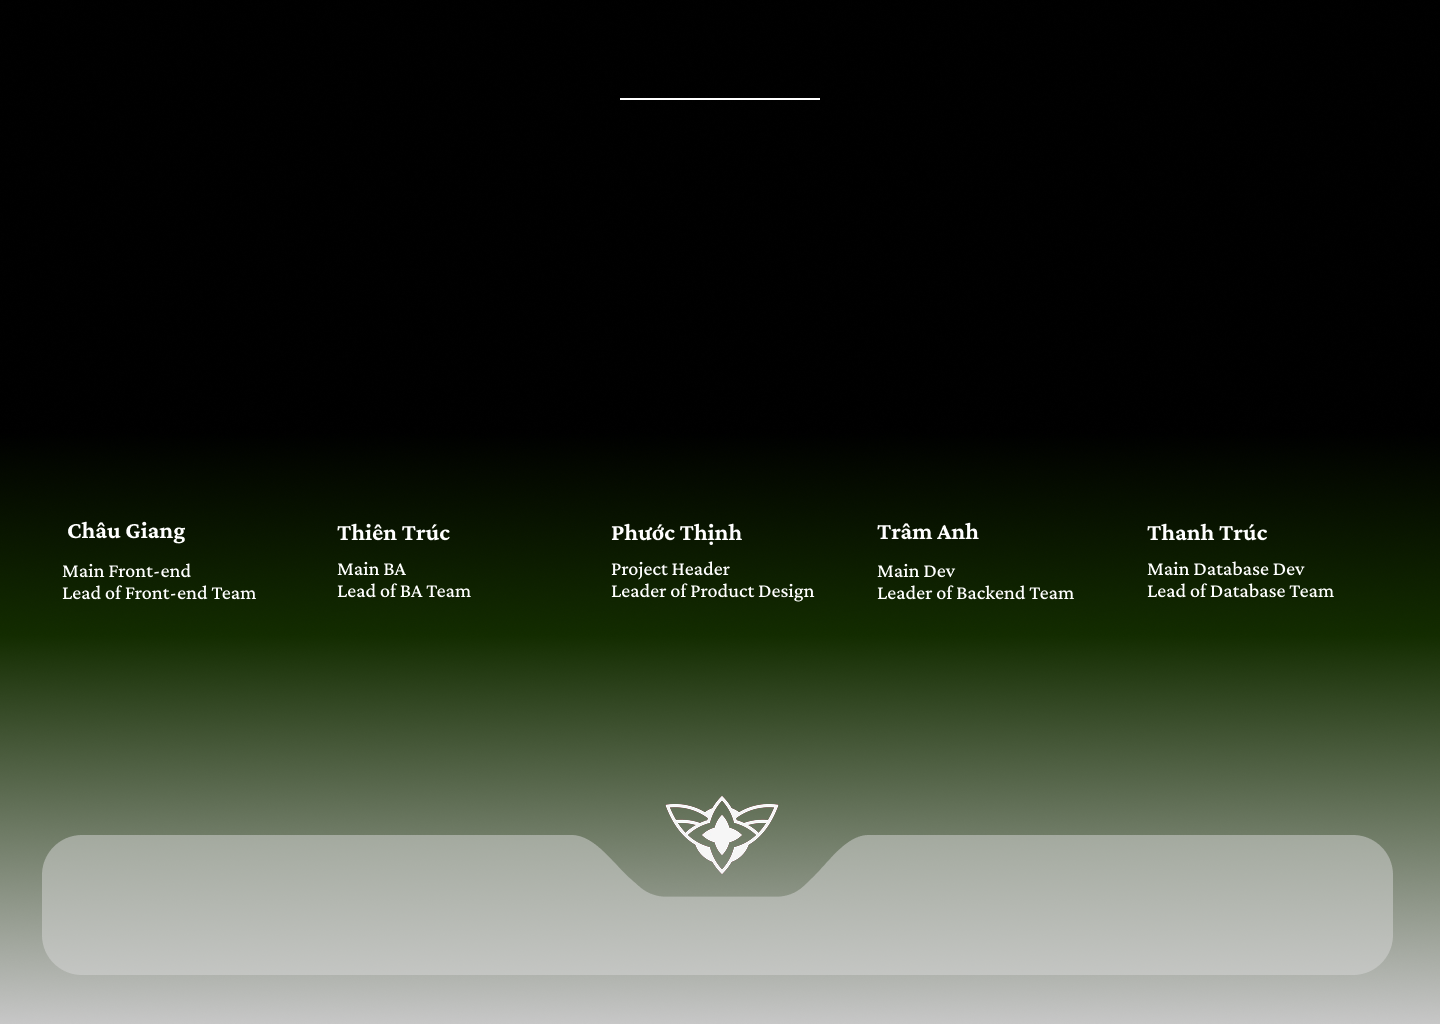 Châu Giang
Main Front-end
Lead of Front-end Team
Thiên Trúc
Main BA
Lead of BA Team
Phước Thịnh
Project Header
Leader of Product Design
Trâm Anh
Main Dev
Leader of Backend Team
Thanh Trúc
Main Database Dev
Lead of Database Team